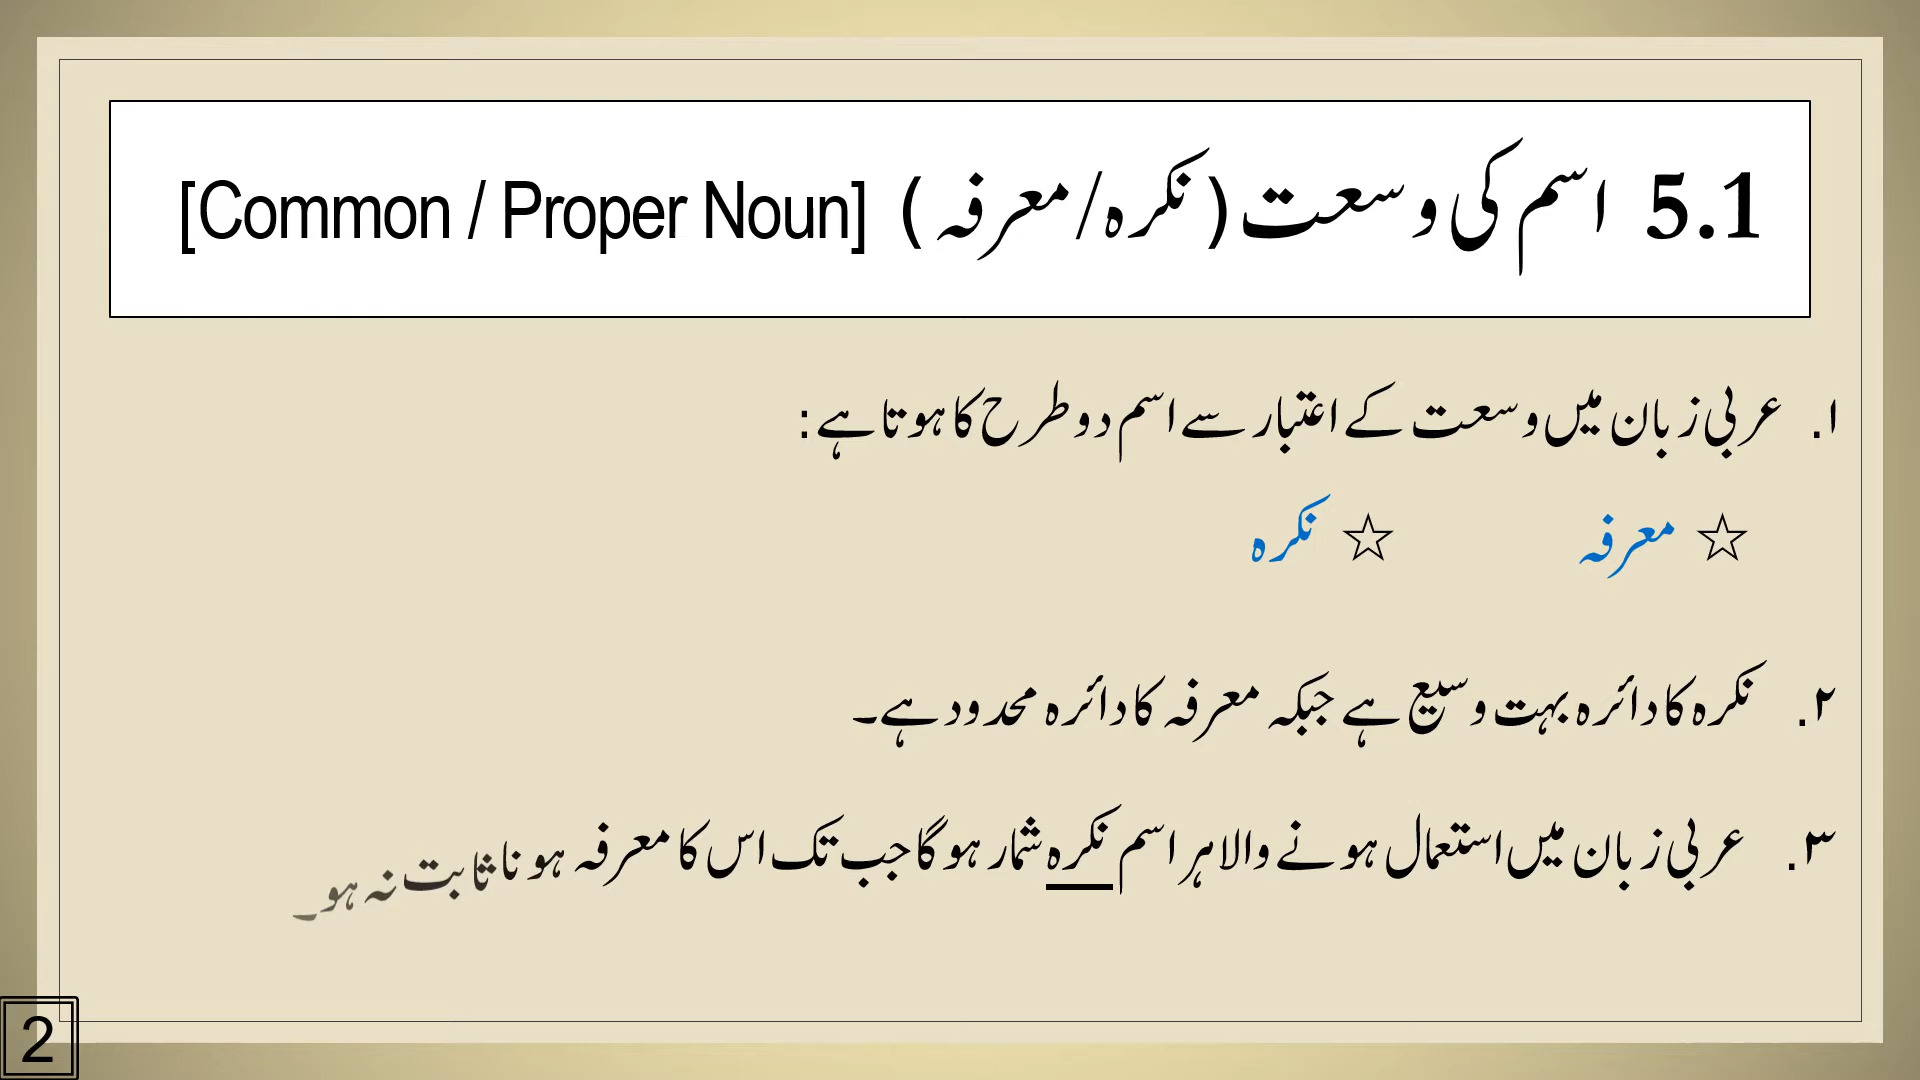 5.1 اسم کی وسعت (نکرہ/معرفہ) [Common / Proper Noun]
۱. عربی زبان میں وسعت کے اعتبار سے اسم دو طرح کا ہوتا ہے:
☆ معرفہ ☆ نکرہ
۲. نکرہ کا دائرہ بہت وسیع ہے جبکہ معرفہ کا دائرہ محدود ہے۔
۳. عربی زبان میں استعمال ہونے والا ہر اسم نکرہ شمار ہو گا جب تک اس کا معرفہ ہونا ثابت نہ ہو۔
2